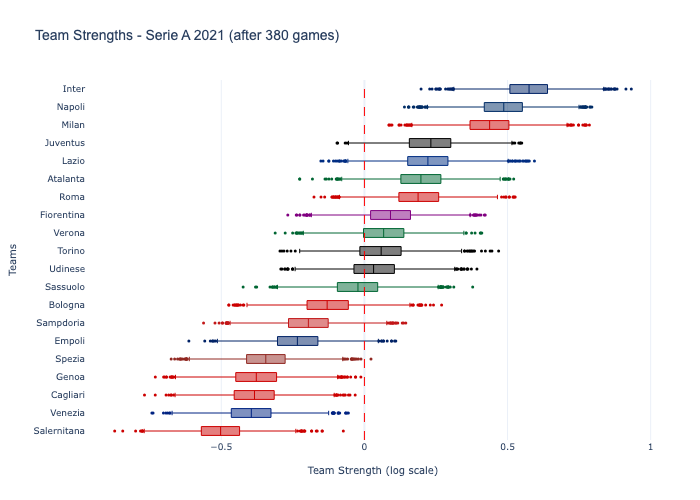 Team Strengths - Serie A 2021 (after 380 games)
Inter
Napoli
Milan
Juventus
Lazio
Atalanta
Roma
Fiorentina
Verona
Torino
Udinese
Sassuolo
Bologna
Sampdoria
Empoli
Spezia
Genoa
Cagliari
Venezia
Salernitana
Teams
−0.5 0 0.5 1
Team Strength (log scale)